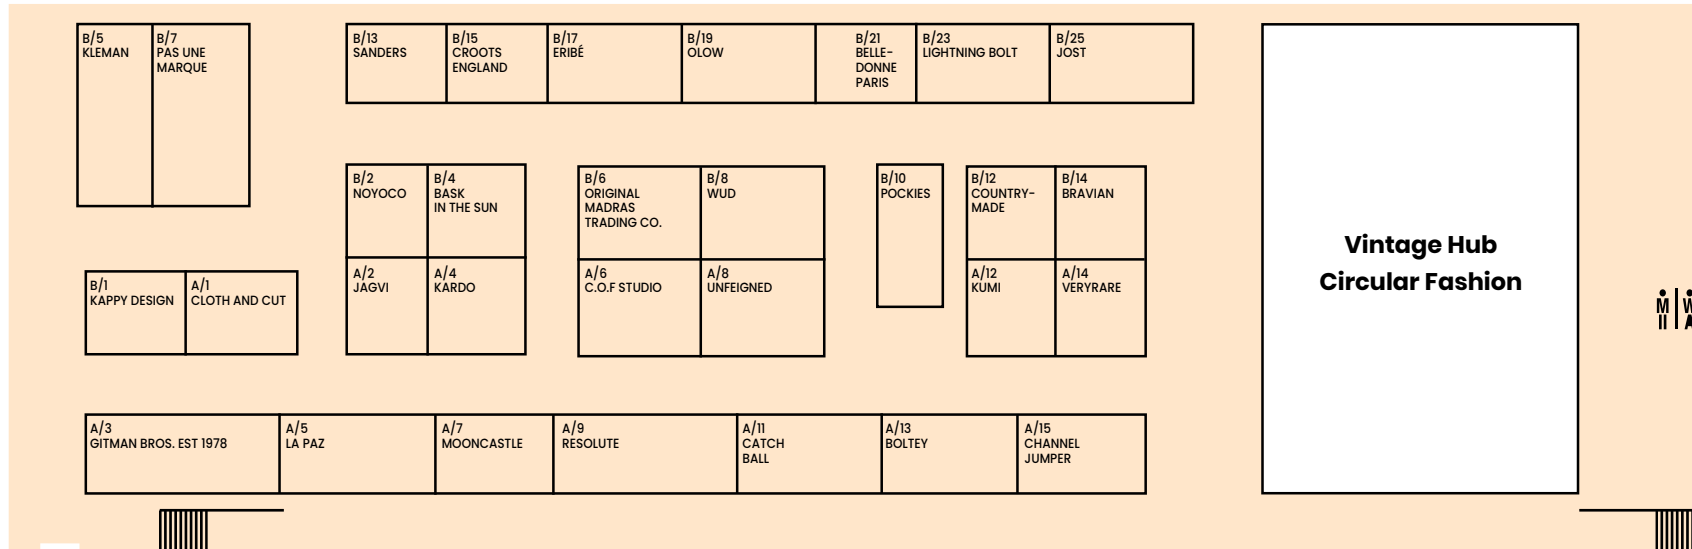 B/5
KLEMAN
B/7
PAS UNE
MARQUE
B/13
SANDERS
B/15
CROOTS
ENGLAND
B/17
ERIBÉ
B/19
OLOW
B/21
BELLE-
DONNE
PARIS
B/23
LIGHTNING BOLT
B/25
JOST
B/2
NOYOCO
B/4
BASK
IN THE SUN
B/6
ORIGINAL
MADRAS
TRADING CO.
B/8
WUD
B/10
POCKIES
B/12
COUNTRY-
MADE
B/14
BRAVIAN
Vintage Hub
Circular Fashion
B/1
KAPPY DESIGN
A/1
CLOTH AND CUT
A/2
JAGVI
A/4
KARDO
A/6
C.O.F STUDIO
A/8
UNFEIGNED
A/12
KUMI
A/14
VERYRARE
A/3
GITMAN BROS. EST 1978
A/5
LA PAZ
A/7
MOONCASTLE
A/9
RESOLUTE
A/11
CATCH
BALL
A/13
BOLTEY
A/15
CHANNEL
JUMPER